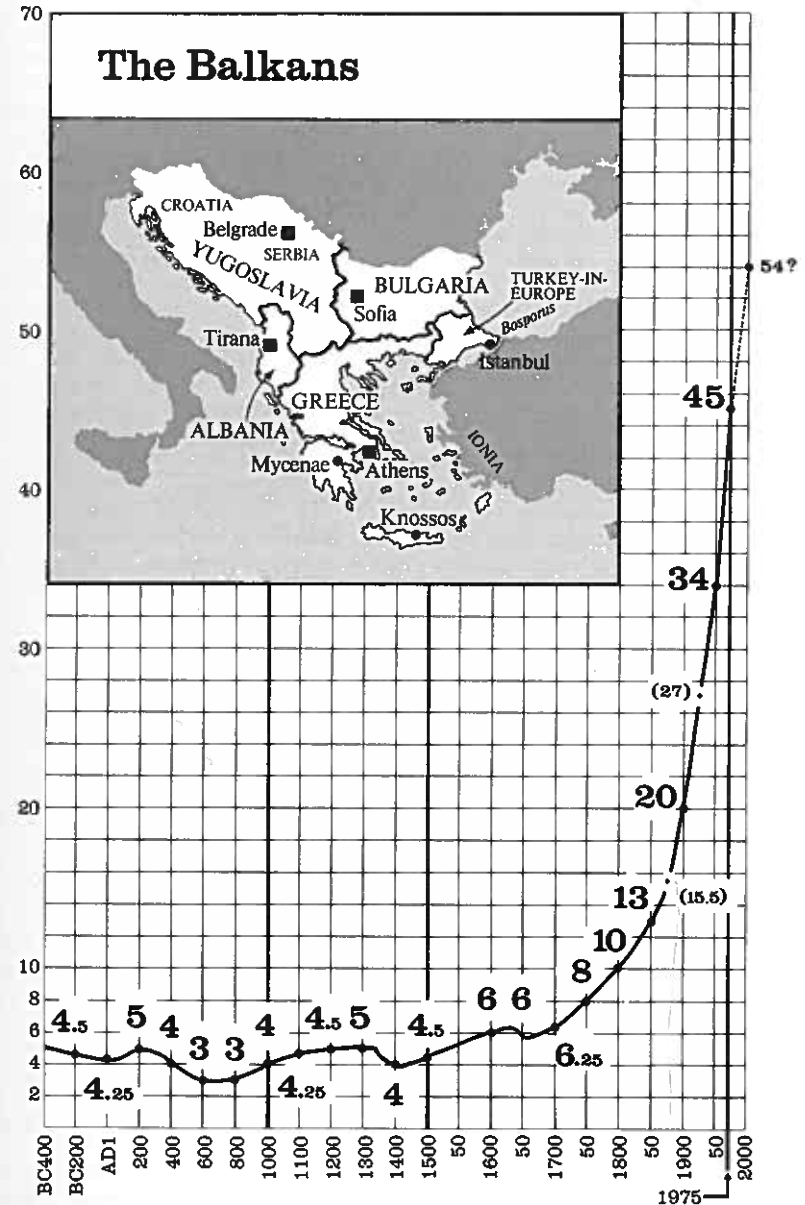 70
The Balkans
60
CROATIA
Belgrade
SERBIA
YUGOSLAVIA
BULGARIA
TURKEY-IN-
EUROPE
54?
50
Sofia
Bosporus
Tirana
Istanbul
GREECE
45
ALBANIA
IONIA
Mycenae
Athens
40
Knossos
34
30
(27)
20
20
13
(15.5)
10
10
8
8
6
6
6
4.5
5
4
3
3
4
4.5
5
4.5
6.25
4
2
4.25
4.25
4
BC400
BC200
AD1
200
400
600
800
1000
1100
1200
1300
1400
1500
50
1600
50
1700
50
1800
50
1900
50
2000
1975